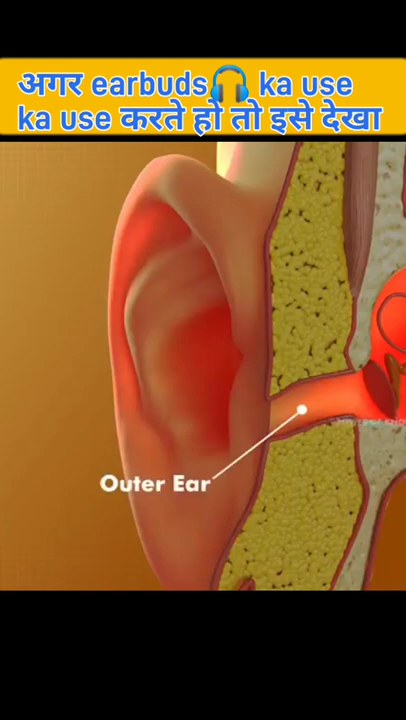 अगर earbuds🎧 ka use
ka use करते हो तो इसे देखा
Outer Ear